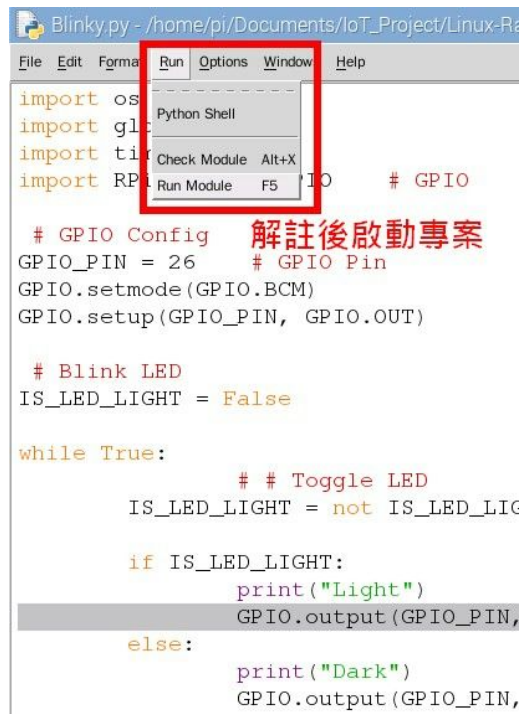 Blinky.py - /home/pi/Documents/IoT_Project/Linux-Ra
File Edit Forma Run Options Window Help
Python Shell
Check Module Alt+X
Run Module F5
import os
import glo
import tim
import RPi IO # GPIO
# GPIO Config 解註後啟動專案
GPIO_PIN = 26 # GPIO Pin
GPIO.setmode(GPIO.BCM)
GPIO.setup(GPIO_PIN, GPIO.OUT)
# Blink LED
IS_LED_LIGHT = False
while True:
# # Toggle LED
IS_LED_LIGHT = not IS_LED_LIG
if IS_LED_LIGHT:
print("Light")
GPIO.output(GPIO_PIN,
else:
print("Dark")
GPIO.output(GPIO_PIN,